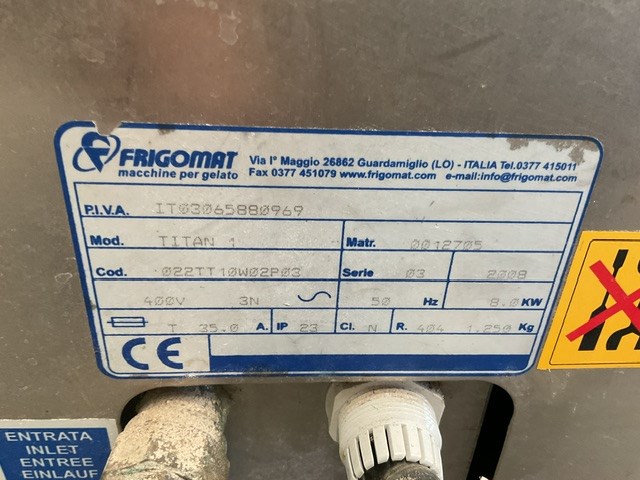 FRIGOMAT
macchine per gelato
Via I° Maggio 26862 Guardamiglio (LO) - ITALIA Tel.0377 415011
Fax 0377 451079 www.frigomat.com e-mail:info@frigomat.com
P.I.V.A. IT03065880969
Mod. TITAN 1 Matr. 0012705
Cod. 022TT10W02P03 Serie 03 2008
400V 3N 50 Hz 8.0 KW
T 35.0 A. IP 23 Cl. N R. 404 1.250 Kg
CE
ENTRATA
INLET
ENTREE
EINLAUF